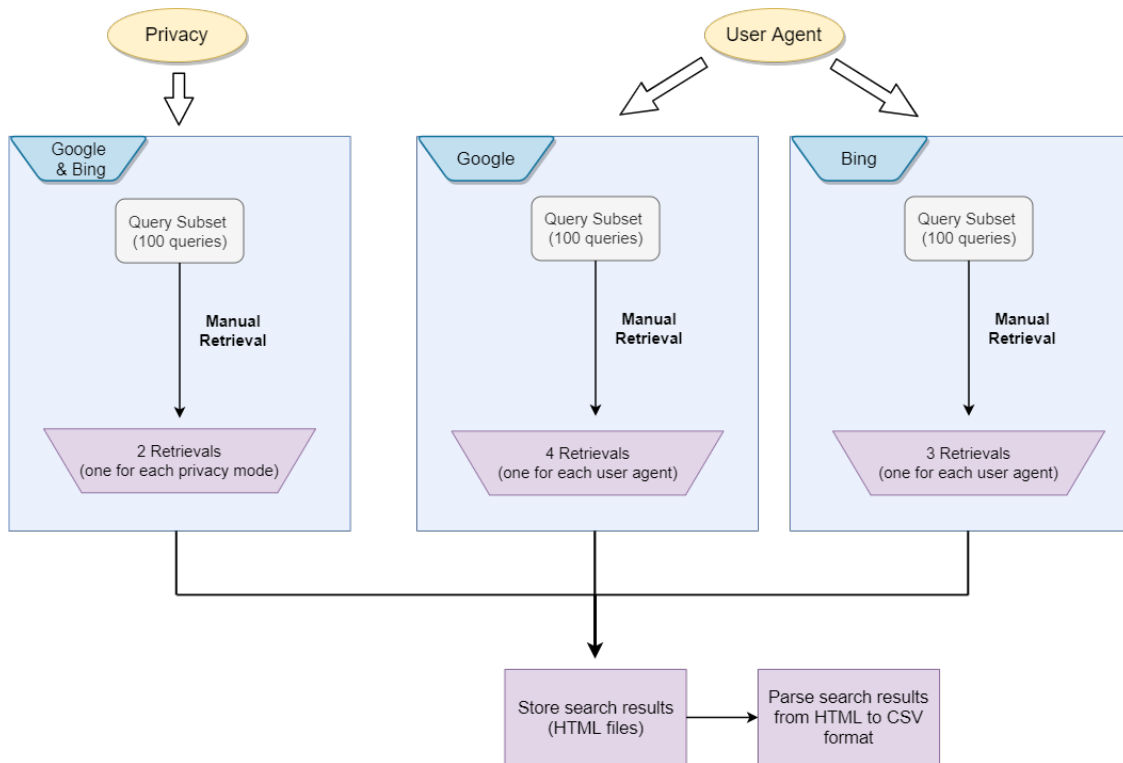 Privacy
User Agent
Google
& Bing
Google
Bing
Query Subset
(100 queries)
Query Subset
(100 queries)
Query Subset
(100 queries)
Manual
Retrieval
Manual
Retrieval
Manual
Retrieval
2 Retrievals
(one for each privacy mode)
4 Retrievals
(one for each user agent)
3 Retrievals
(one for each user agent)
Store search results
(HTML files)
Parse search results
from HTML to CSV
format